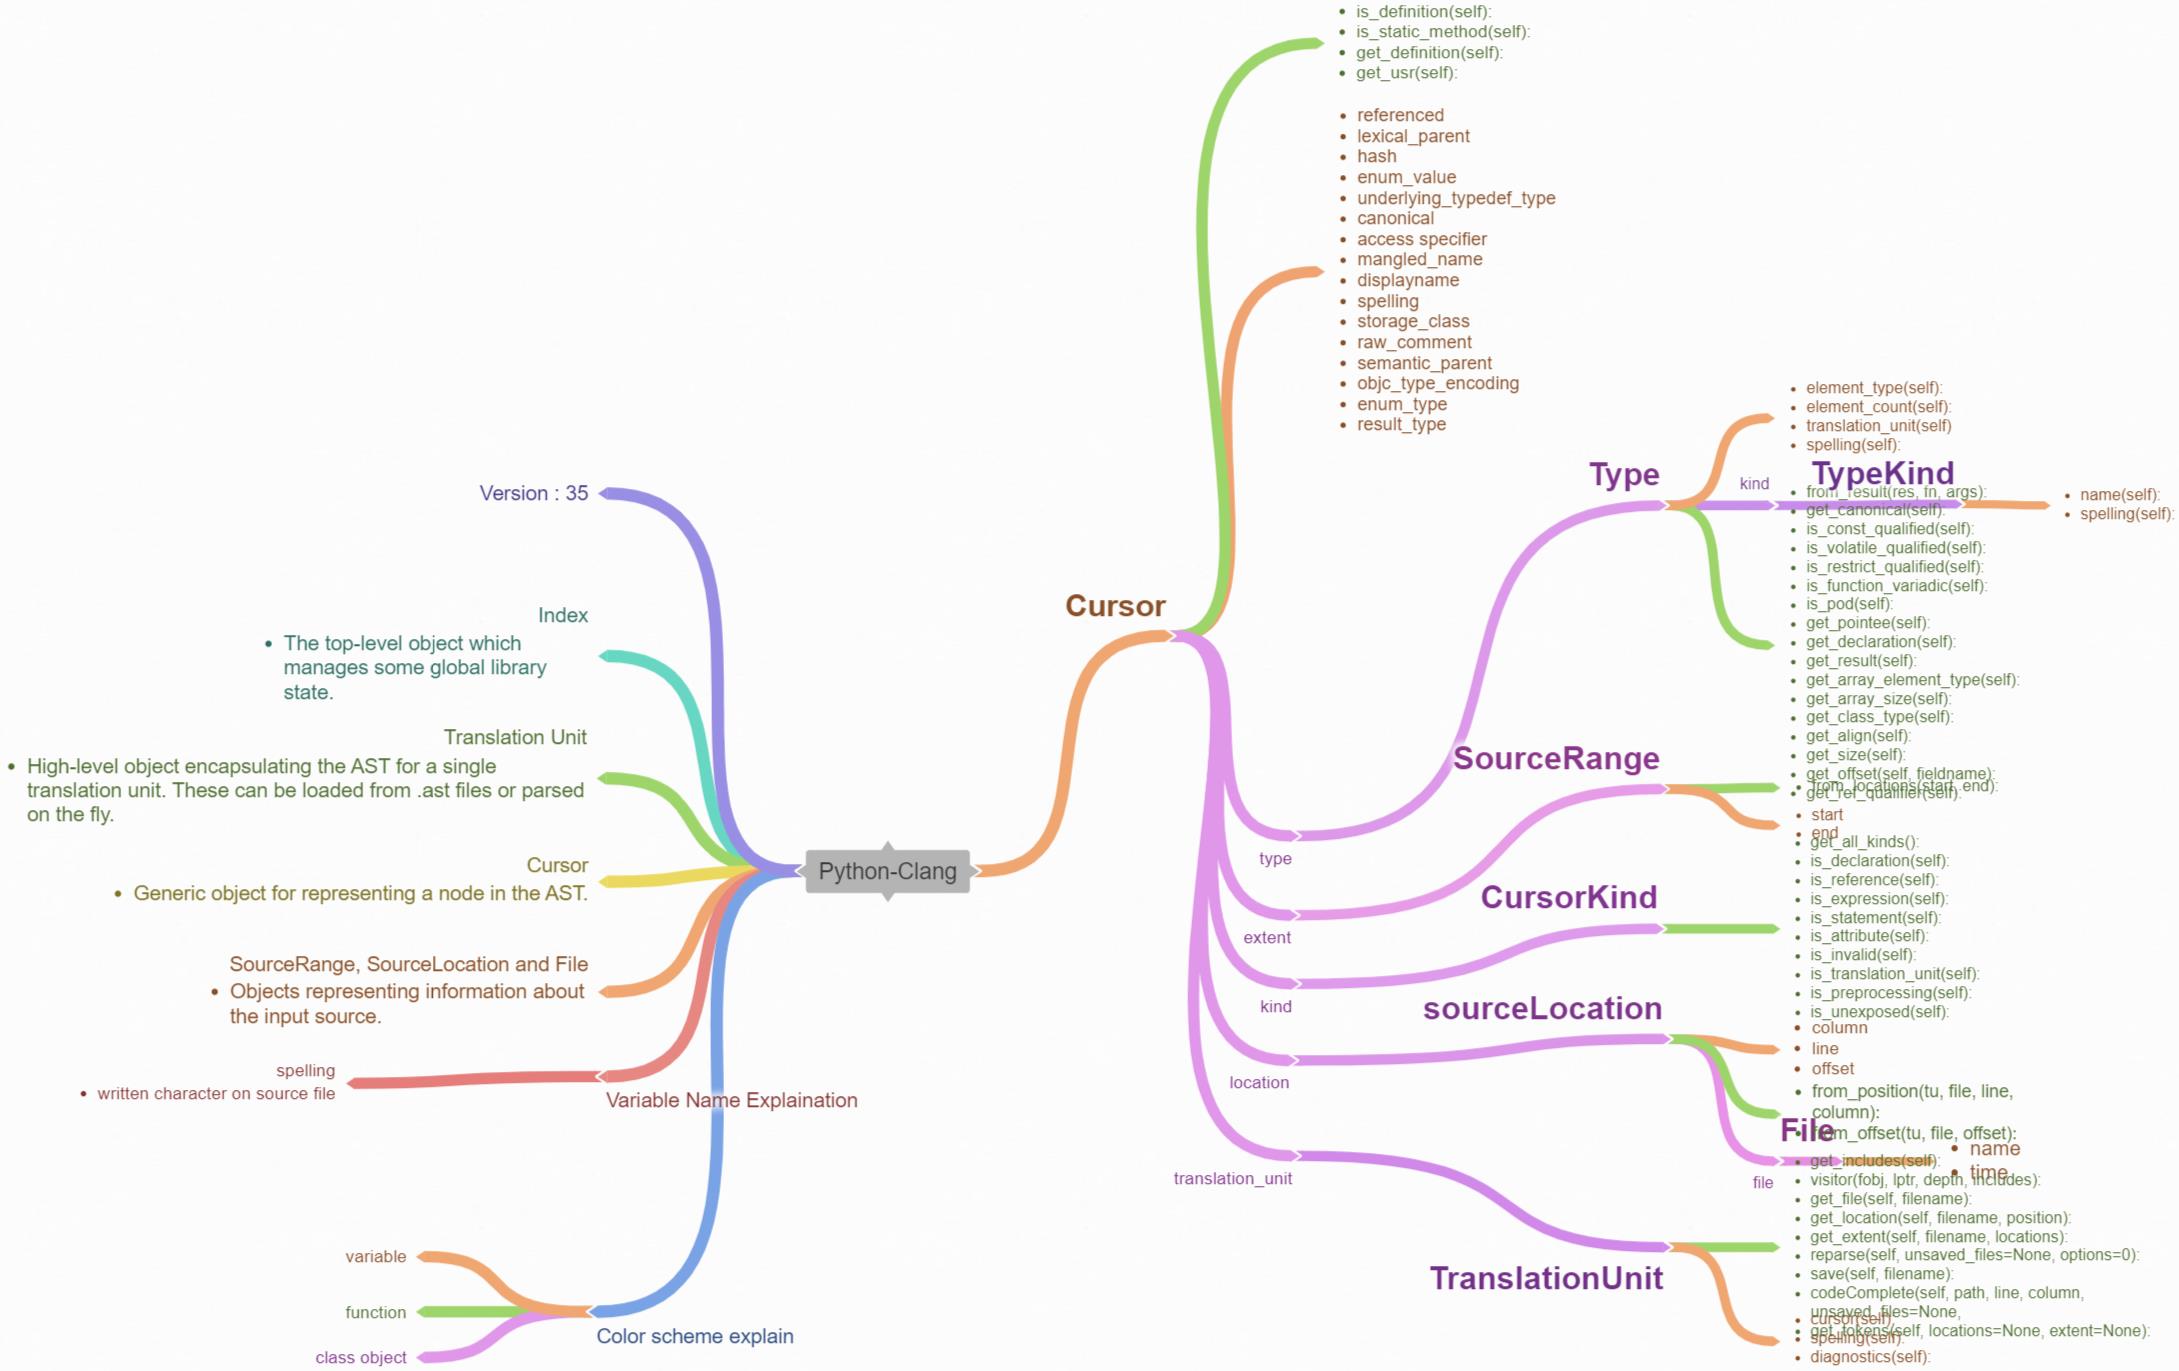 Python-Clang
Version : 35
Index
• The top-level object which
manages some global library
state.
Translation Unit
• High-level object encapsulating the AST for a single
translation unit. These can be loaded from .ast files or parsed
on the fly.
Cursor
• Generic object for representing a node in the AST.
SourceRange, SourceLocation and File
• Objects representing information about
the input source.
spelling
• written character on source file
Variable Name Explaination
variable
function
class object
Color scheme explain
Cursor
• is_definition(self):
• is_static_method(self):
• get_definition(self):
• get_usr(self):
• referenced
• lexical_parent
• hash
• enum_value
• underlying_typedef_type
• canonical
• access specifier
• mangled_name
• displayname
• spelling
• storage_class
• raw_comment
• semantic_parent
• objc_type_encoding
• enum_type
• result_type
type
Type
• element_type(self):
• element_count(self):
• translation_unit(self)
• spelling(self):
kind
TypeKind
• name(self):
• spelling(self):
• from_result(res, fn, args):
• get_canonical(self):
• is_const_qualified(self):
• is_volatile_qualified(self):
• is_restrict_qualified(self):
• is_function_variadic(self):
• is_pod(self):
• get_pointee(self):
• get_declaration(self):
• get_result(self):
• get_array_element_type(self):
• get_array_size(self):
• get_class_type(self):
• get_align(self):
• get_size(self):
• get_offset(self, fieldname):
• get_ref_qualifier(self):
extent
SourceRange
• from_locations(start, end):
• start
• end
kind
CursorKind
• get_all_kinds():
• is_declaration(self):
• is_reference(self):
• is_expression(self):
• is_statement(self):
• is_attribute(self):
• is_invalid(self):
• is_translation_unit(self):
• is_preprocessing(self):
• is_unexposed(self):
location
sourceLocation
• column
• line
• offset
• from_position(tu, file, line,
column):
• from_offset(tu, file, offset):
file
File
• name
• time
translation_unit
TranslationUnit
• get_includes(self):
• visitor(fobj, lptr, depth, includes):
• get_file(self, filename):
• get_location(self, filename, position):
• get_extent(self, filename, locations):
• reparse(self, unsaved_files=None, options=0):
• save(self, filename):
• codeComplete(self, path, line, column,
unsaved_files=None,
• get_tokens(self, locations=None, extent=None):
• cursor(self):
• spelling(self):
• diagnostics(self):